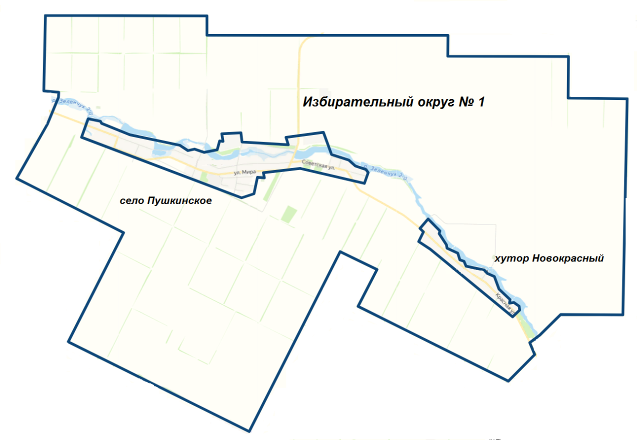 Избирательный округ № 1
Советская ул.
ул. Мира
село Пушкинское
хутор Новокрасный